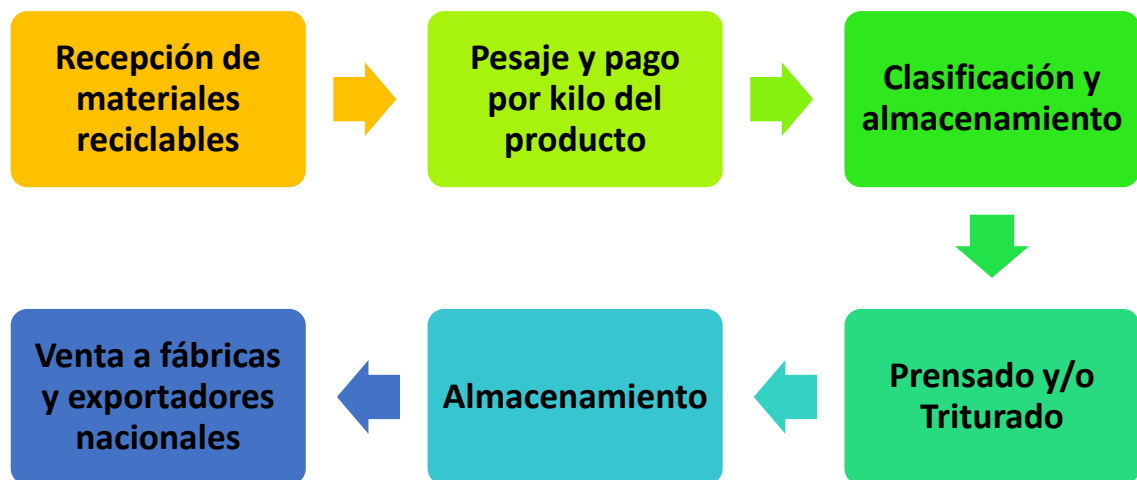 Recepción de
materiales
reciclables
Pesaje y pago
por kilo del
producto
Clasificación y
almacenamiento
Prensado y/o
Triturado
Almacenamiento
Venta a fábricas
y exportadores
nacionales